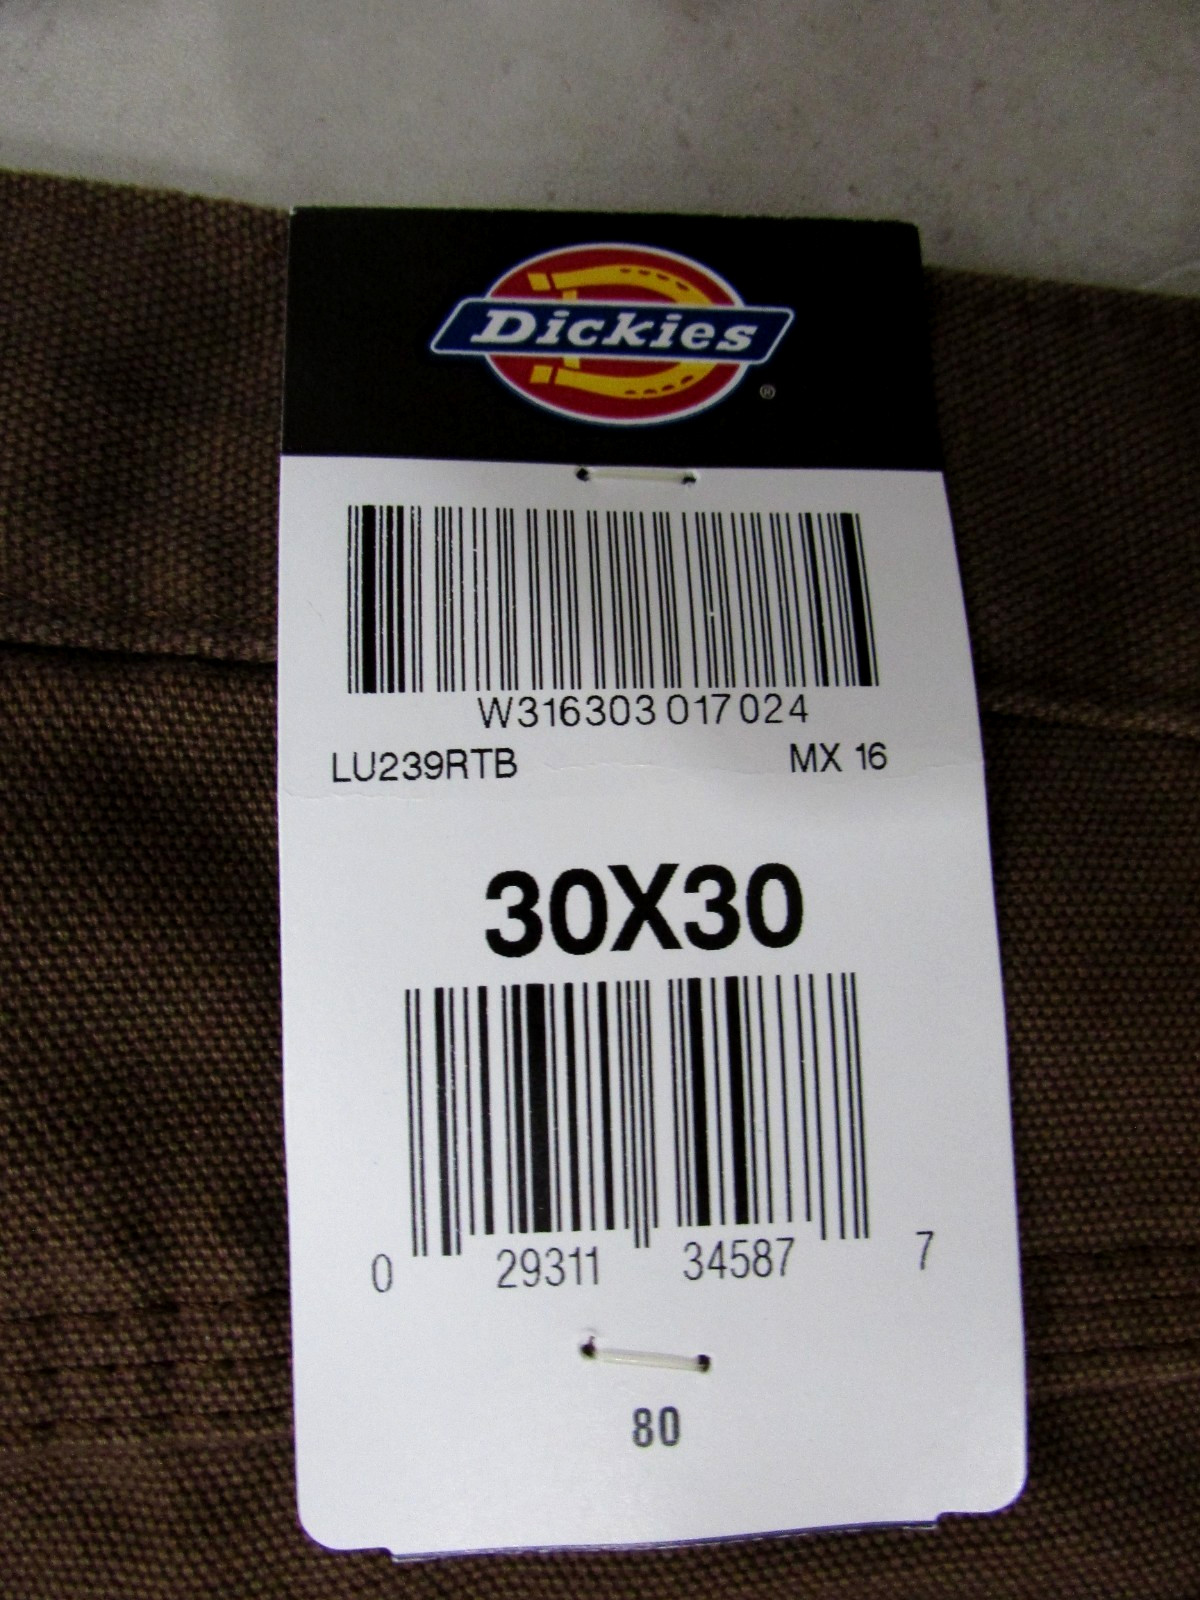 Dickies
®
W316303 017 024
LU239RTB MX 16
30X30
0 29311 34587 7
80